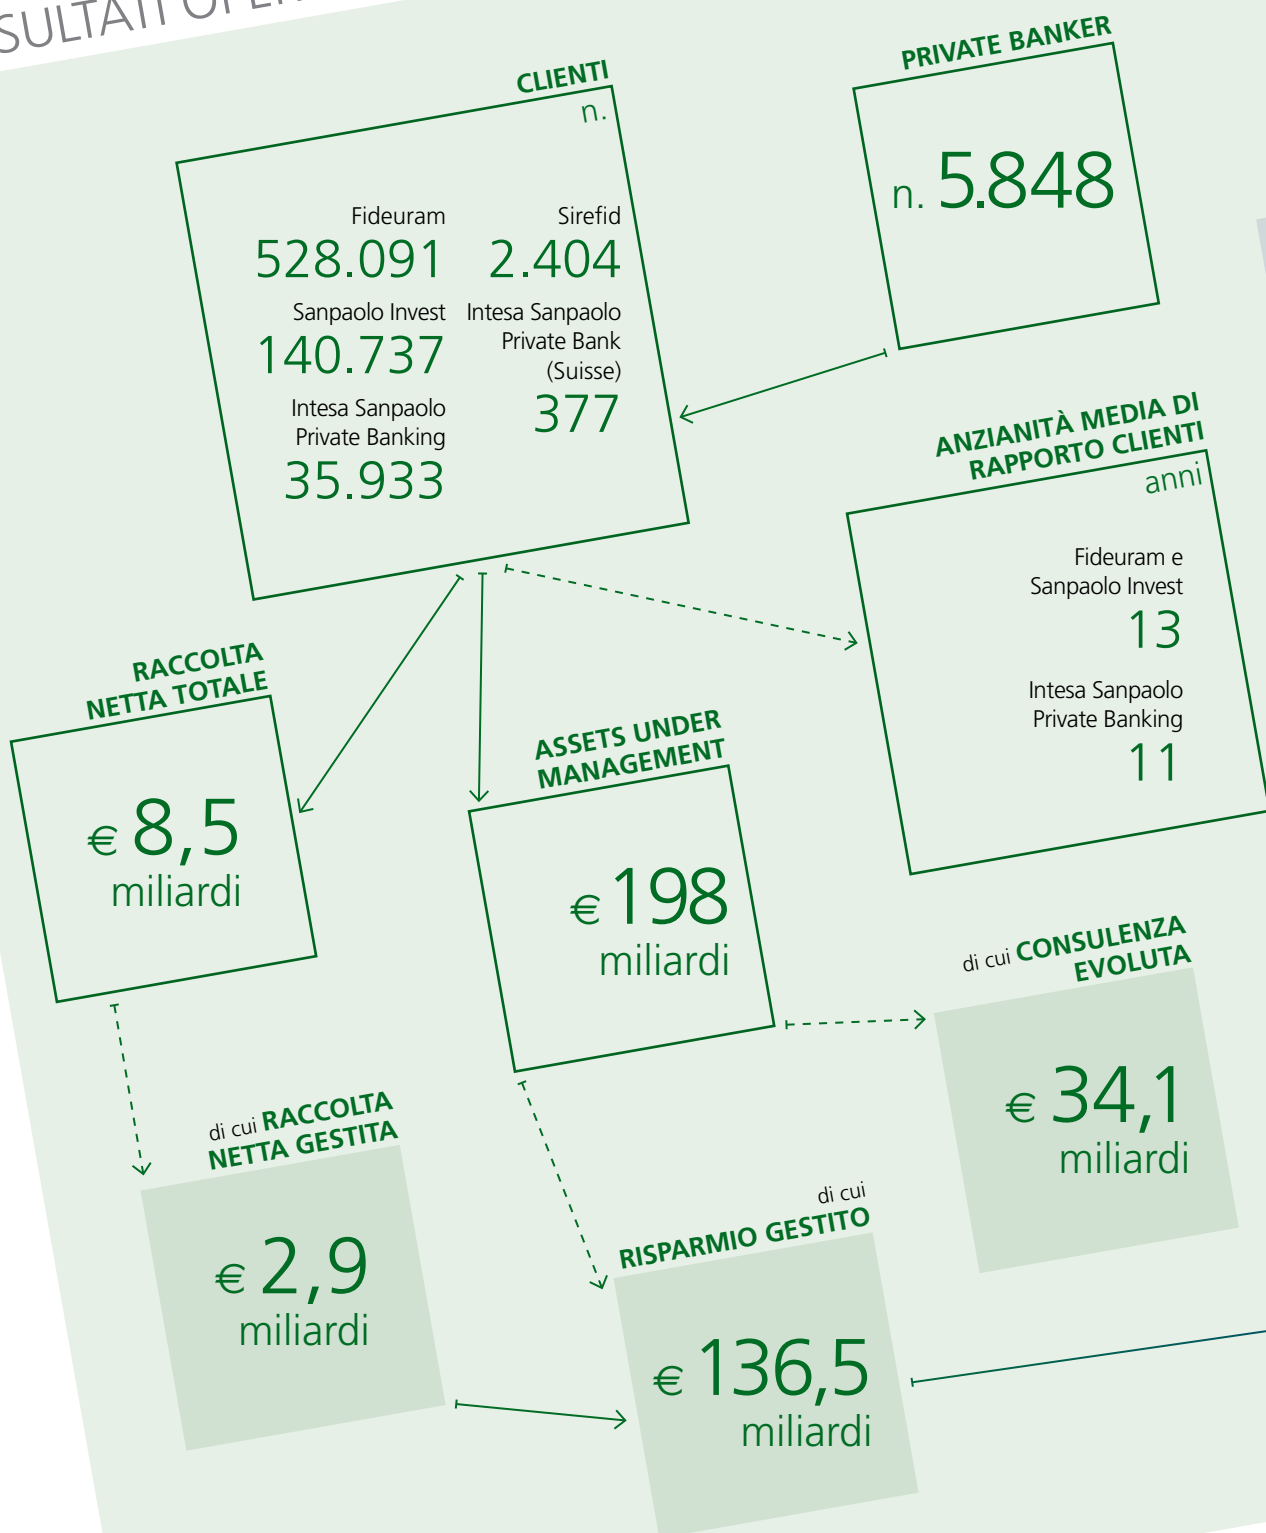 CLIENTI
n.
Fideuram
528.091
Sanpaolo Invest
140.737
Intesa Sanpaolo
Private Banking
35.933
Sirefid
2.404
Intesa Sanpaolo
Private Bank
(Suisse)
377
PRIVATE BANKER
n. 5.848
ANZIANITÀ MEDIA DI
RAPPORTO CLIENTI
anni
Fideuram e
Sanpaolo Invest
13
Intesa Sanpaolo
Private Banking
11
RACCOLTA
NETTA TOTALE
€ 8,5
miliardi
ASSETS UNDER
MANAGEMENT
€ 198
miliardi
di cui CONSULENZA
EVOLUTA
€ 34,1
miliardi
di cui RACCOLTA
NETTA GESTITA
€ 2,9
miliardi
di cui
RISPARMIO GESTITO
€ 136,5
miliardi